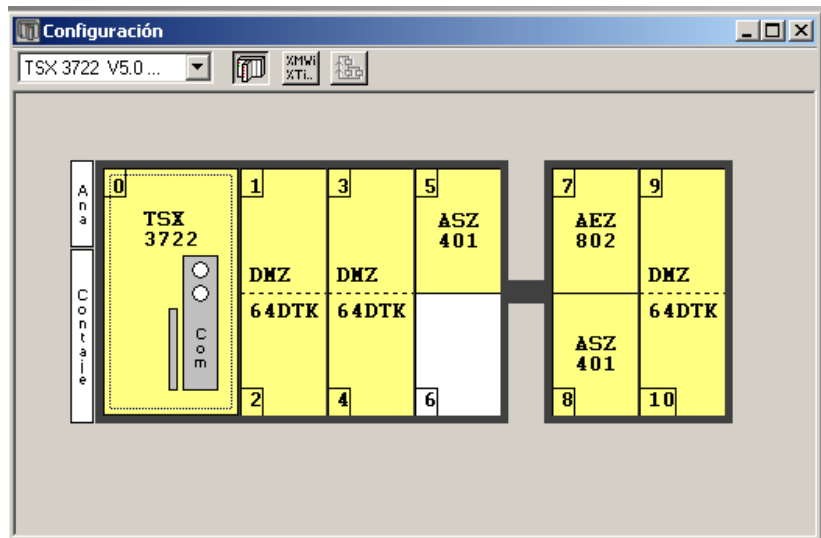 Configuración
TSX 3722 V5.0 ...
XMWi
XTi..
Ana
Contaje
0
TSX
3722
Com
1
DMZ
64DTK
2
3
DMZ
64DTK
4
5
ASZ
401
6
7
AEZ
802
ASZ
401
8
9
DMZ
64DTK
10